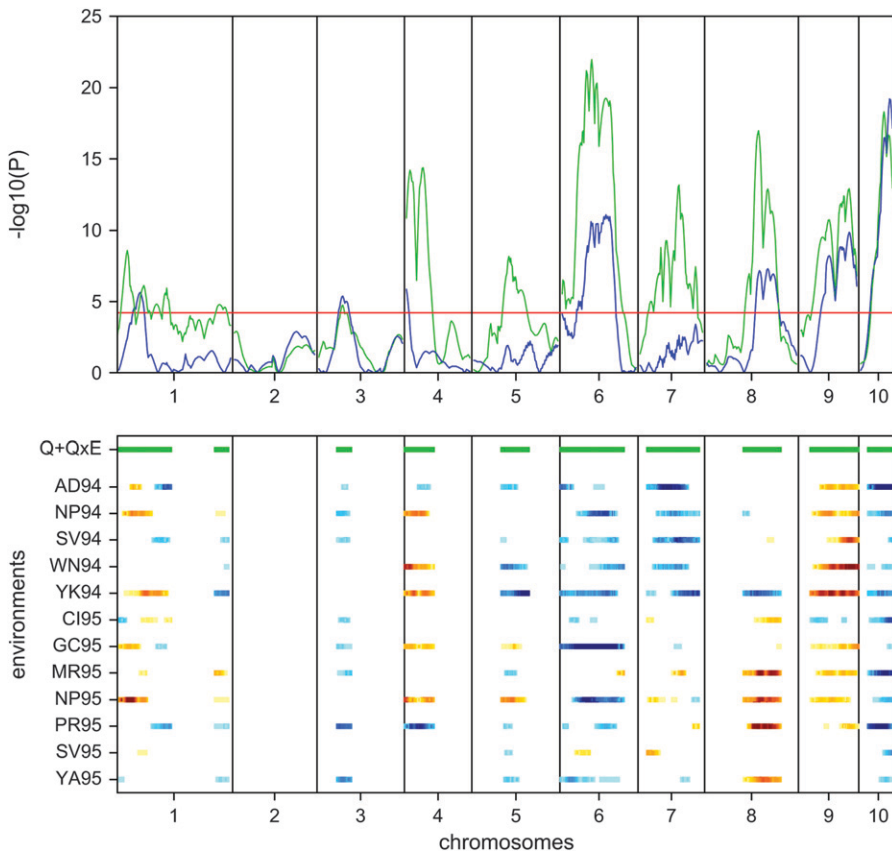 25
20
15
10
5
0
-log10(P)
1 2 3 4 5 6 7 8 9 10
Q+QxE
AD94
NP94
SV94
WN94
YK94
CI95
GC95
MR95
NP95
PR95
SV95
YA95
environments
1 2 3 4 5 6 7 8 9 10
chromosomes